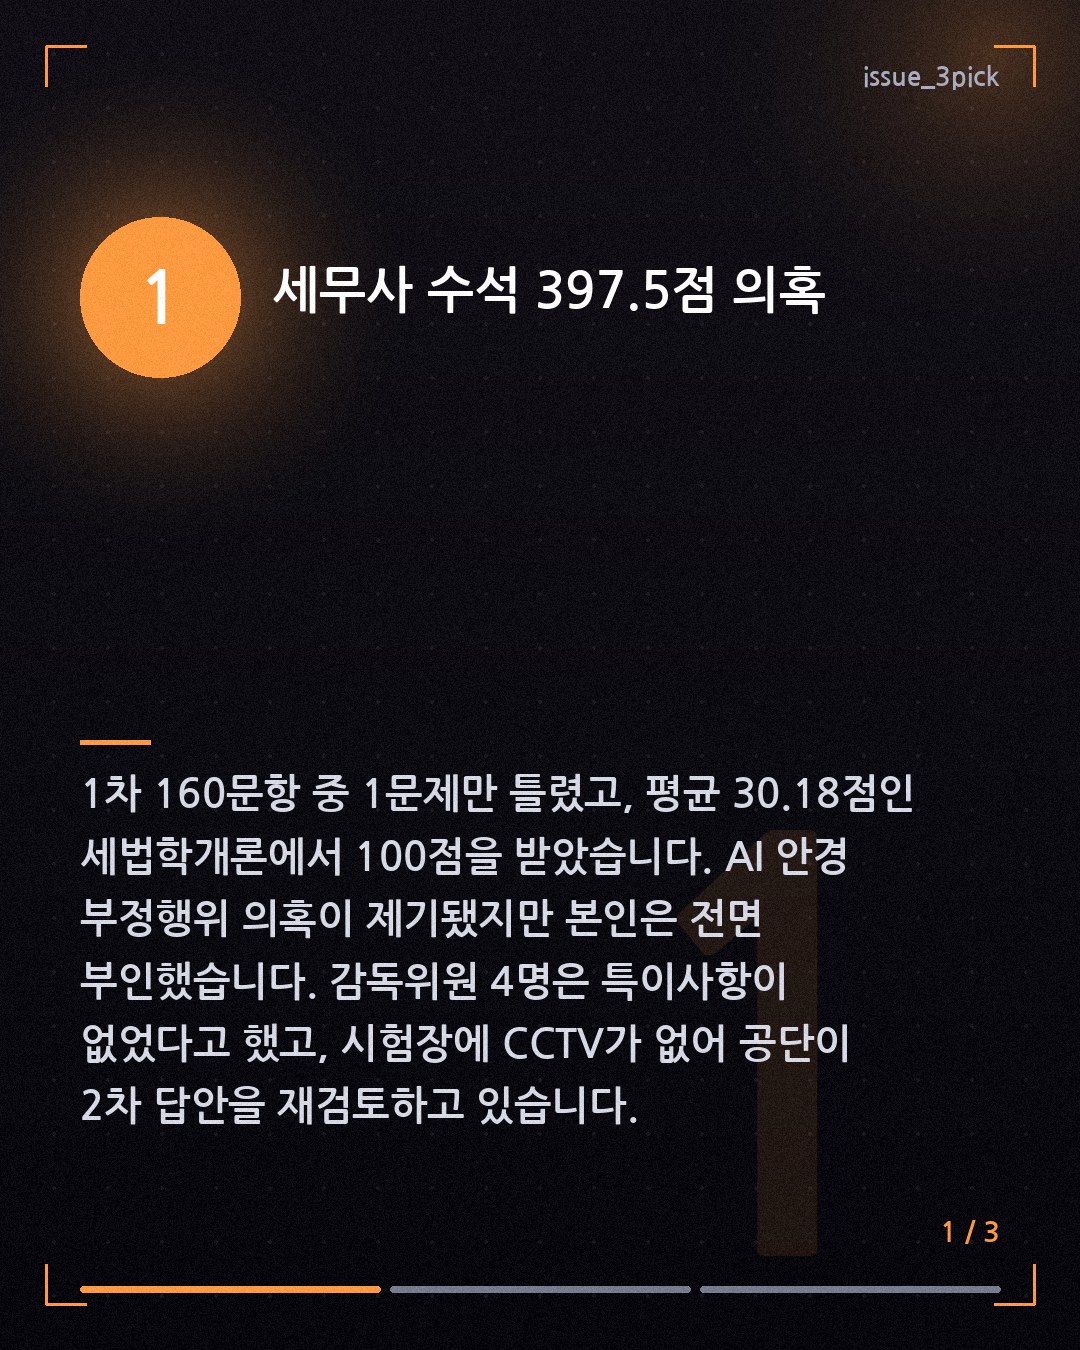 issue_3pick
1
세무사 수석 397.5점 의혹
1차 160문항 중 1문제만 틀렸고, 평균 30.18점인
세법학개론에서 100점을 받았습니다. AI 안경
부정행위 의혹이 제기됐지만 본인은 전면
부인했습니다. 감독위원 4명은 특이사항이
없었다고 했고, 시험장에 CCTV가 없어 공단이
2차 답안을 재검토하고 있습니다.
1
1 / 3